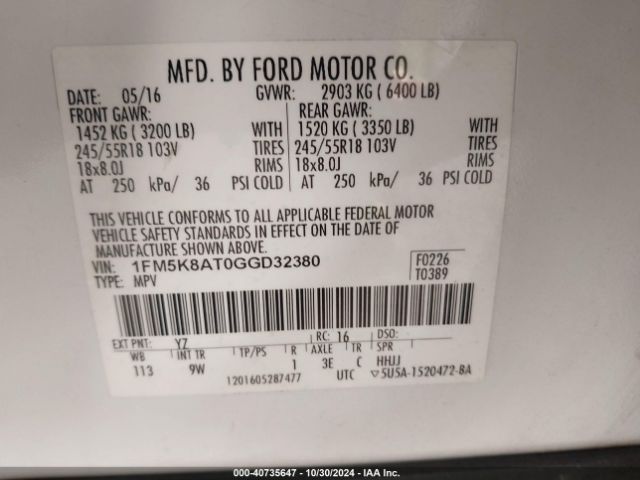 MFD. BY FORD MOTOR CO.
DATE: 05/16 GVWR: 2903 KG ( 6400 LB)
FRONT GAWR: REAR GAWR:
1452 KG ( 3200 LB) WITH 1520 KG ( 3350 LB) WITH
245/55R18 103V TIRES 245/55R18 103V TIRES
18x8.0J RIMS 18x8.0J RIMS
AT 250 kPa/ 36 PSI COLD AT 250 kPa/ 36 PSI COLD
THIS VEHICLE CONFORMS TO ALL APPLICABLE FEDERAL MOTOR
VEHICLE SAFETY STANDARDS IN EFFECT ON THE DATE OF
MANUFACTURE SHOWN ABOVE.
VIN: 1FM5K8AT0GGD32380 F0226
TYPE: MPV T0389
EXT PNT: YZ RC: 16 DSO:
WB INT TR TP/PS R AXLE TR SPR
113 9W 1 3E C HHJJ
1201605287477 UTC ▽5U5A-1520472-8A
000-40735647 - 10/30/2024 - IAA Inc.